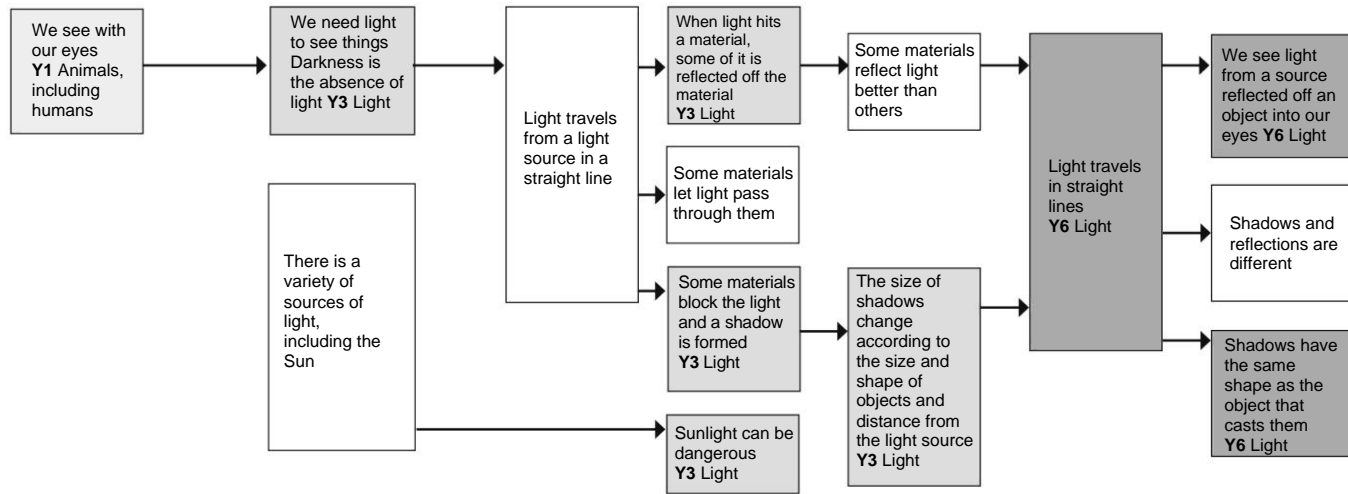 We see with
our eyes
Y1 Animals,
including
humans
We need light
to see things
Darkness is
the absence of
light Y3 Light
There is a
variety of
sources of
light,
including the
Sun
Light travels
from a light
source in a
straight line
When light hits
a material,
some of it is
reflected off the
material
Y3 Light
Some materials
let light pass
through them
Some materials
block the light
and a shadow
is formed
Y3 Light
Sunlight can be
dangerous
Y3 Light
Some materials
reflect light
better than
others
The size of
shadows
change
according to
the size and
shape of
objects and
distance from
the light source
Y3 Light
Light travels
in straight
lines
Y6 Light
We see light
from a source
reflected off an
object into our
eyes Y6 Light
Shadows and
reflections are
different
Shadows have
the same
shape as the
object that
casts them
Y6 Light